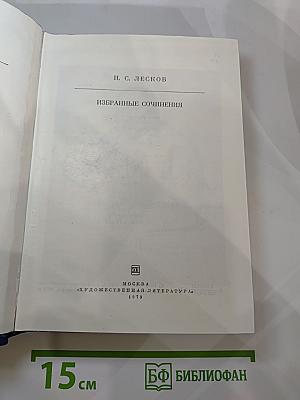 Н. С. ЛЕСКОВ
ИЗБРАННЫЕ СОЧИНЕНИЯ
МОСКВА
«ХУДОЖЕСТВЕННАЯ ЛИТЕРАТУРА»
1979
15 см
БФ БИБЛИОФАН